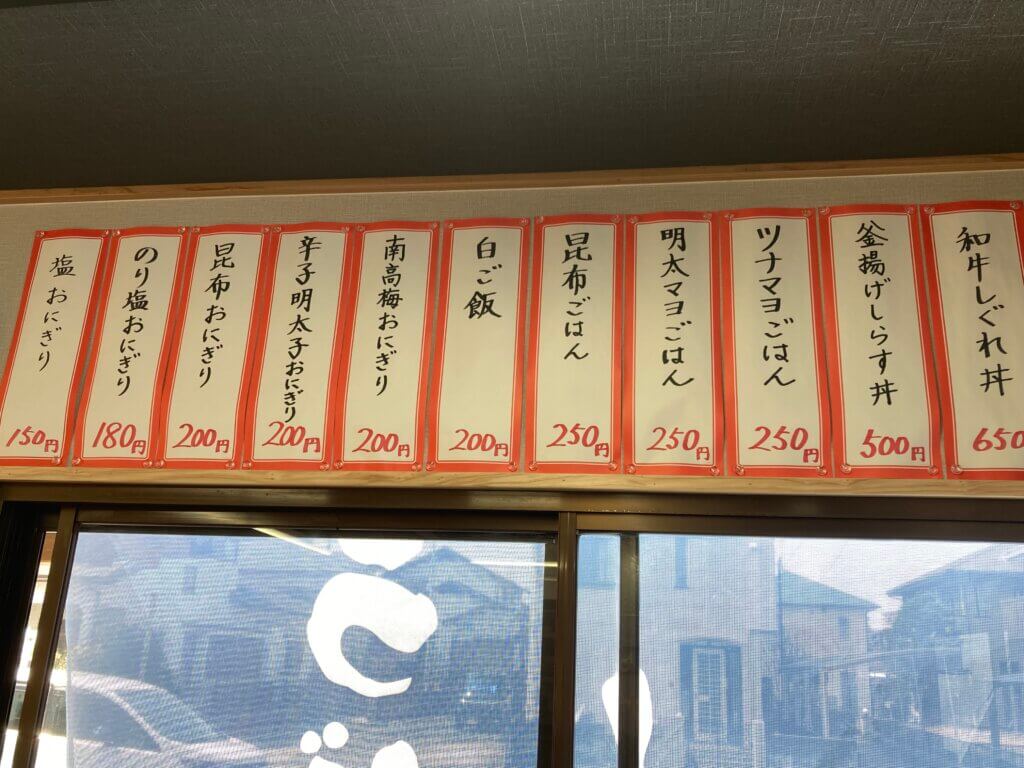 和牛しぐれ丼
650
釜揚げしらす丼
500円
ツナマヨごはん
250円
明太マヨごはん
250円
昆布ごはん
250円
白ご飯
200円
南高梅おにぎり
200円
辛子明太子おにぎり
200円
昆布おにぎり
200円
のり塩おにぎり
180円
塩おにぎり
150円